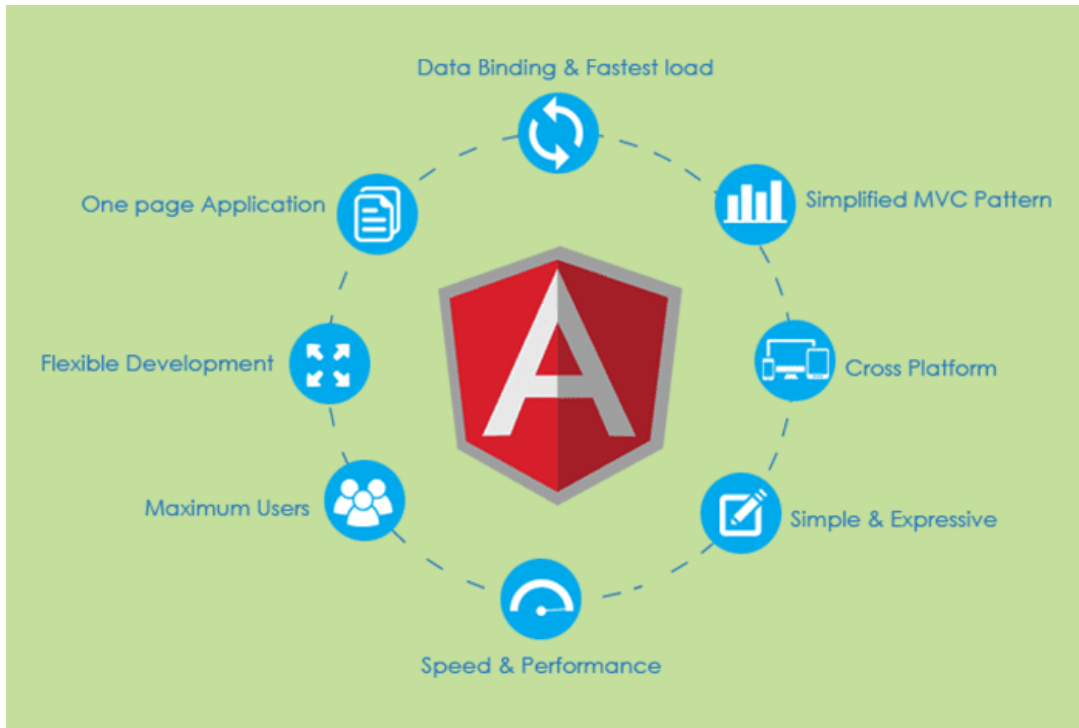 Data Binding & Fastest load
One page Application
Simplified MVC Pattern
Flexible Development
Cross Platform
Maximum Users
Simple & Expressive
Speed & Performance
A